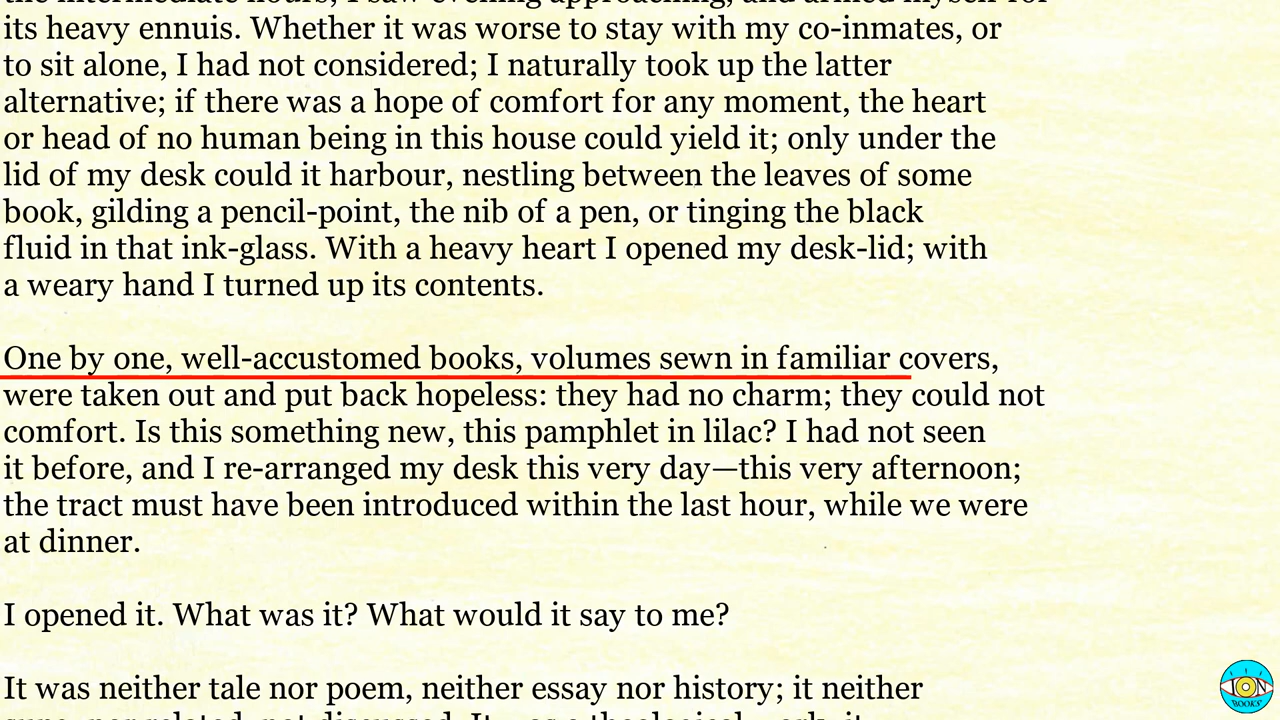 its heavy ennuis. Whether it was worse to stay with my co-inmates, or
to sit alone, I had not considered; I naturally took up the latter
alternative; if there was a hope of comfort for any moment, the heart
or head of no human being in this house could yield it; only under the
lid of my desk could it harbour, nestling between the leaves of some
book, gilding a pencil-point, the nib of a pen, or tinging the black
fluid in that ink-glass. With a heavy heart I opened my desk-lid; with
a weary hand I turned up its contents.
One by one, well-accustomed books, volumes sewn in familiar covers,
were taken out and put back hopeless: they had no charm; they could not
comfort. Is this something new, this pamphlet in lilac? I had not seen
it before, and I re-arranged my desk this very day—this very afternoon;
the tract must have been introduced within the last hour, while we were
at dinner.
I opened it. What was it? What would it say to me?
It was neither tale nor poem, neither essay nor history; it neither
ION
BOOKS